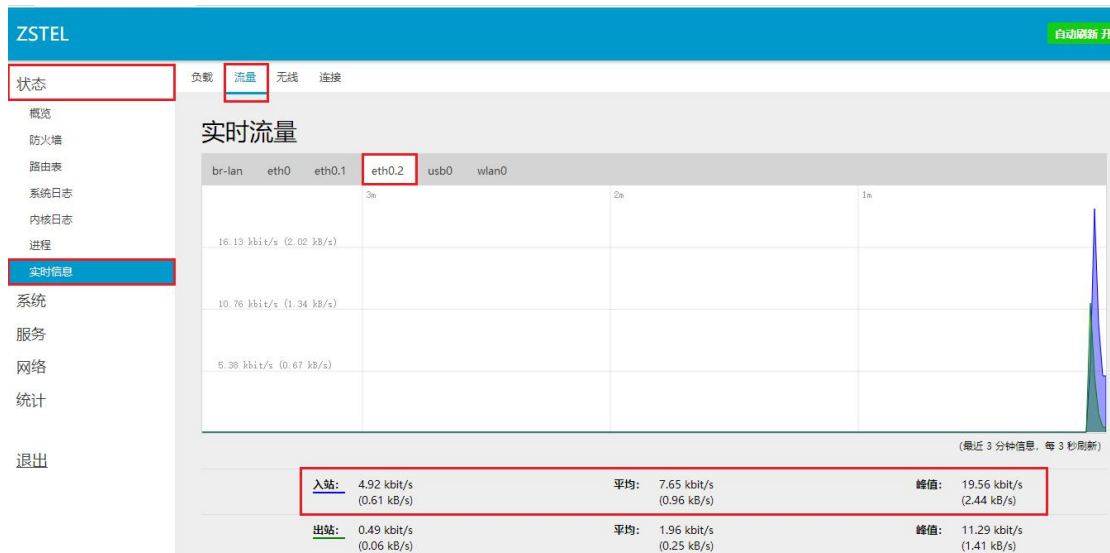 ZSTEL
自动刷新 开
状态
负载 流量 无线 连接
概览
防火墙
路由表
系统日志
内核日志
进程
实时信息
系统
服务
网络
统计
退出
实时流量
br-lan eth0 eth0.1 eth0.2 usb0 wlan0
3m 2m 1m
16.13 kbit/s (2.02 kB/s)
10.76 kbit/s (1.34 kB/s)
5.38 kbit/s (0.67 kB/s)
(最近 3 分钟信息，每 3 秒刷新)
入站: 4.92 kbit/s 平均: 7.65 kbit/s 峰值: 19.56 kbit/s
(0.61 kB/s) (0.96 kB/s) (2.44 kB/s)
出站: 0.49 kbit/s 平均: 1.96 kbit/s 峰值: 11.29 kbit/s
(0.06 kB/s) (0.25 kB/s) (1.41 kB/s)